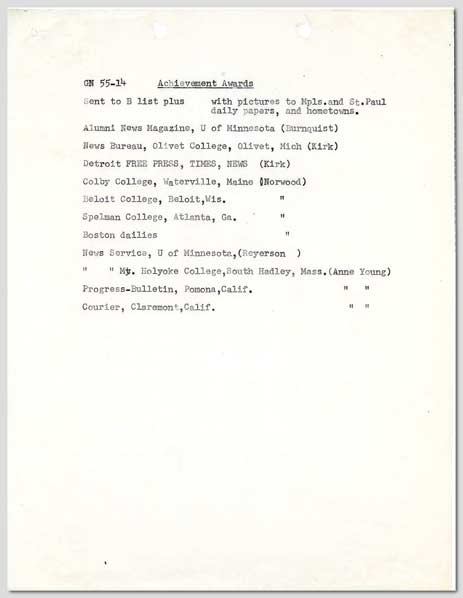 GN 55-14 Achievement Awards
Sent to B list plus with pictures to Mpls.and St.Paul
daily papers, and hometowns.
Alumni News Magazine, U of Minnesota (Burnquist)
News Bureau, Olivet College, Olivet, Mich (Kirk)
Detroit FREE PRESS, TIMES, NEWS (Kirk)
Colby College, Waterville, Maine (Norwood)
Beloit College, Beloit,Wis. "
Spelman College, Atlanta, Ga. "
Boston dailies "
News Service, U of Minnesota,(Reyerson )
" " Mt. Holyoke College,South Hadley, Mass.(Anne Young)
Progress-Bulletin, Pomona,Calif. " "
Courier, Claremont,Calif. " "